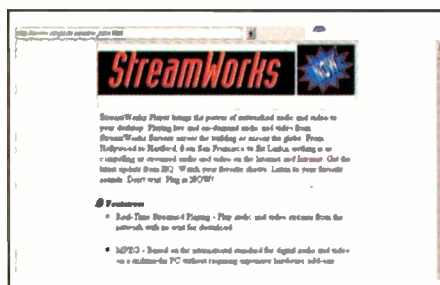 StreamWorks NOW
StreamWorks Player brings the power of networked audio and video to
your desktop. Playing live and on-demand audio and video from
StreamWorks Servers across the building or across the globe. From
Hollywood to Hartford, from San Francisco to Sri Lanka, nothing is as
compelling as streamed audio and video on the Internet and Intranet. Get the
latest update from HQ. Watch your favorite shows. Listen to your favorite
sounds. Don't wait. Plug in NOW!
Features
Real-Time Streamed Playing - Play audio and video streams from the
network with no wait for download
MPEG - Based on the international standard for digital audio and video
on a multimedia PC without requiring expensive hardware add-ons